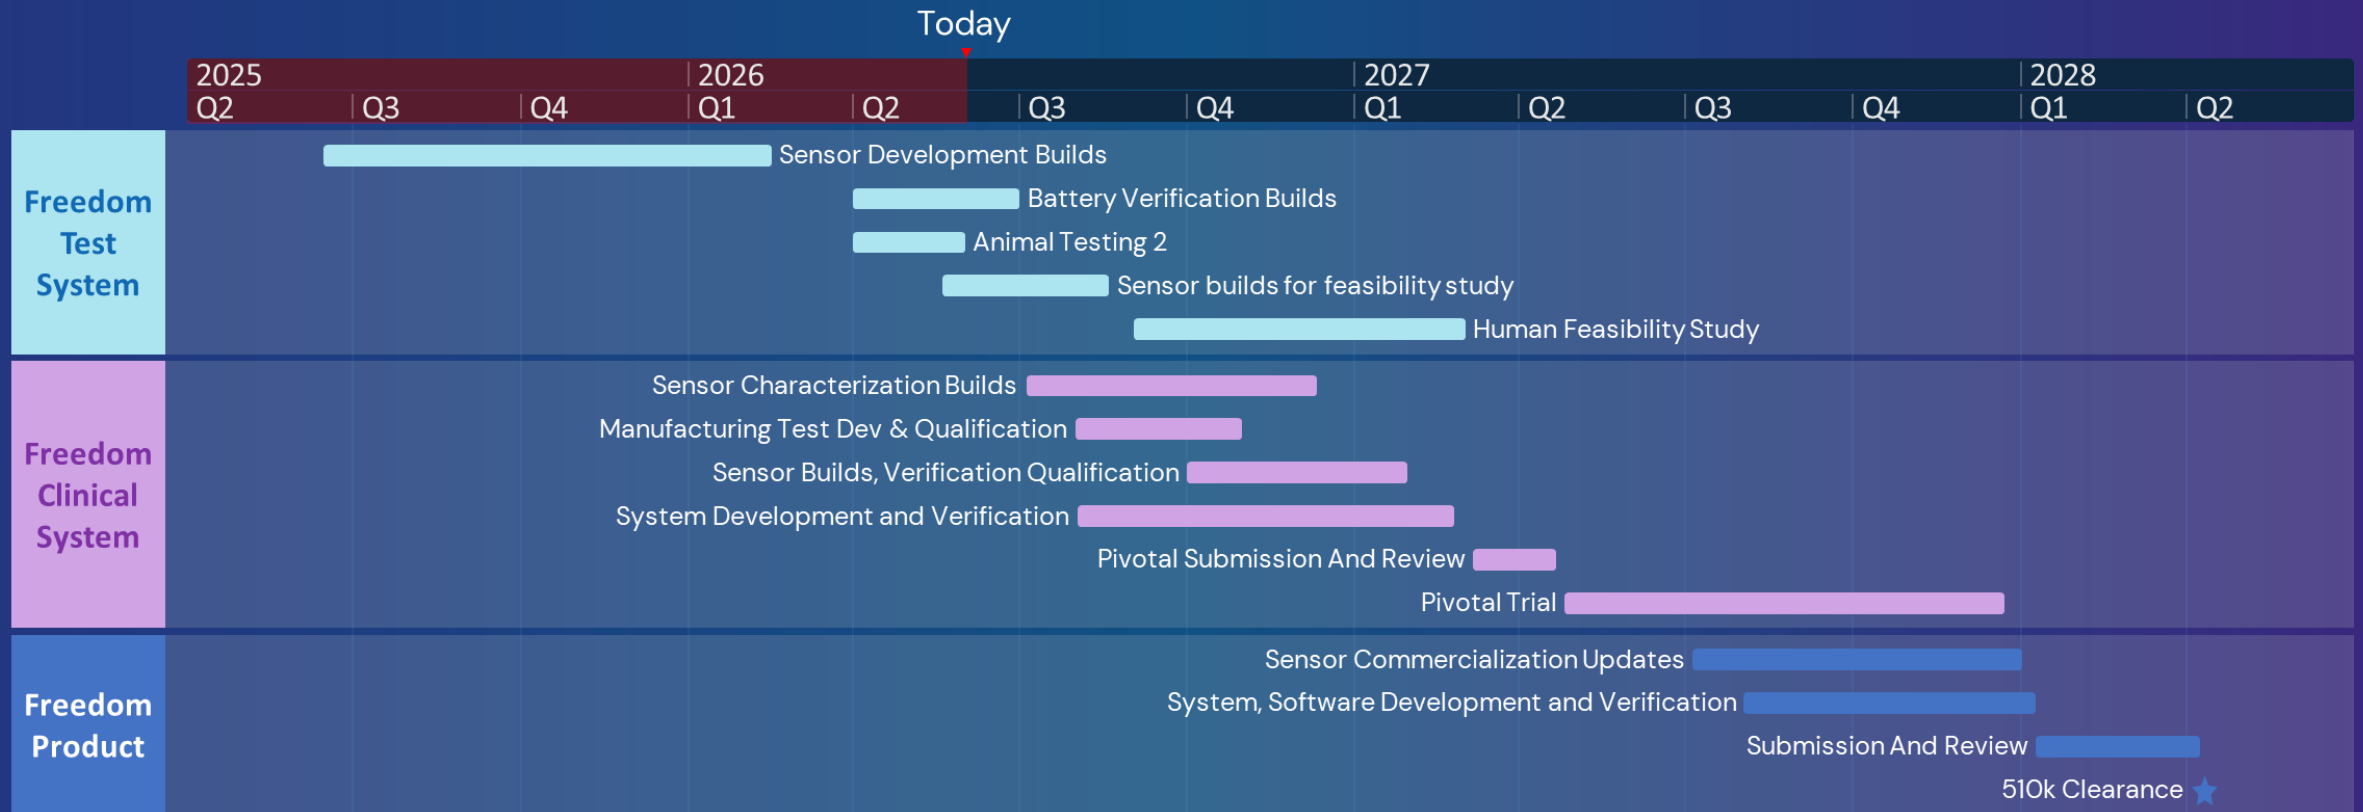 Today
2025 2026 2027 2028
Q2 Q3 Q4 Q1 Q2 Q3 Q4 Q1 Q2 Q3 Q4 Q1 Q2
Freedom
Test
System
Sensor Development Builds
Battery Verification Builds
Animal Testing 2
Sensor builds for feasibility study
Human Feasibility Study
Freedom
Clinical
System
Sensor Characterization Builds
Manufacturing Test Dev & Qualification
Sensor Builds, Verification Qualification
System Development and Verification
Pivotal Submission And Review
Pivotal Trial
Freedom
Product
Sensor Commercialization Updates
System, Software Development and Verification
Submission And Review
510k Clearance